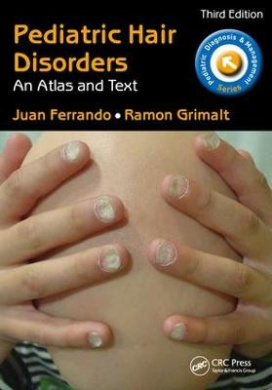 Third Edition
Pediatric Hair
Disorders
An Atlas and Text
Juan Ferrando • Ramon Grimalt
Pediatric Diagnosis & Management
Series
CRC
CRC Press
Taylor & Francis Group